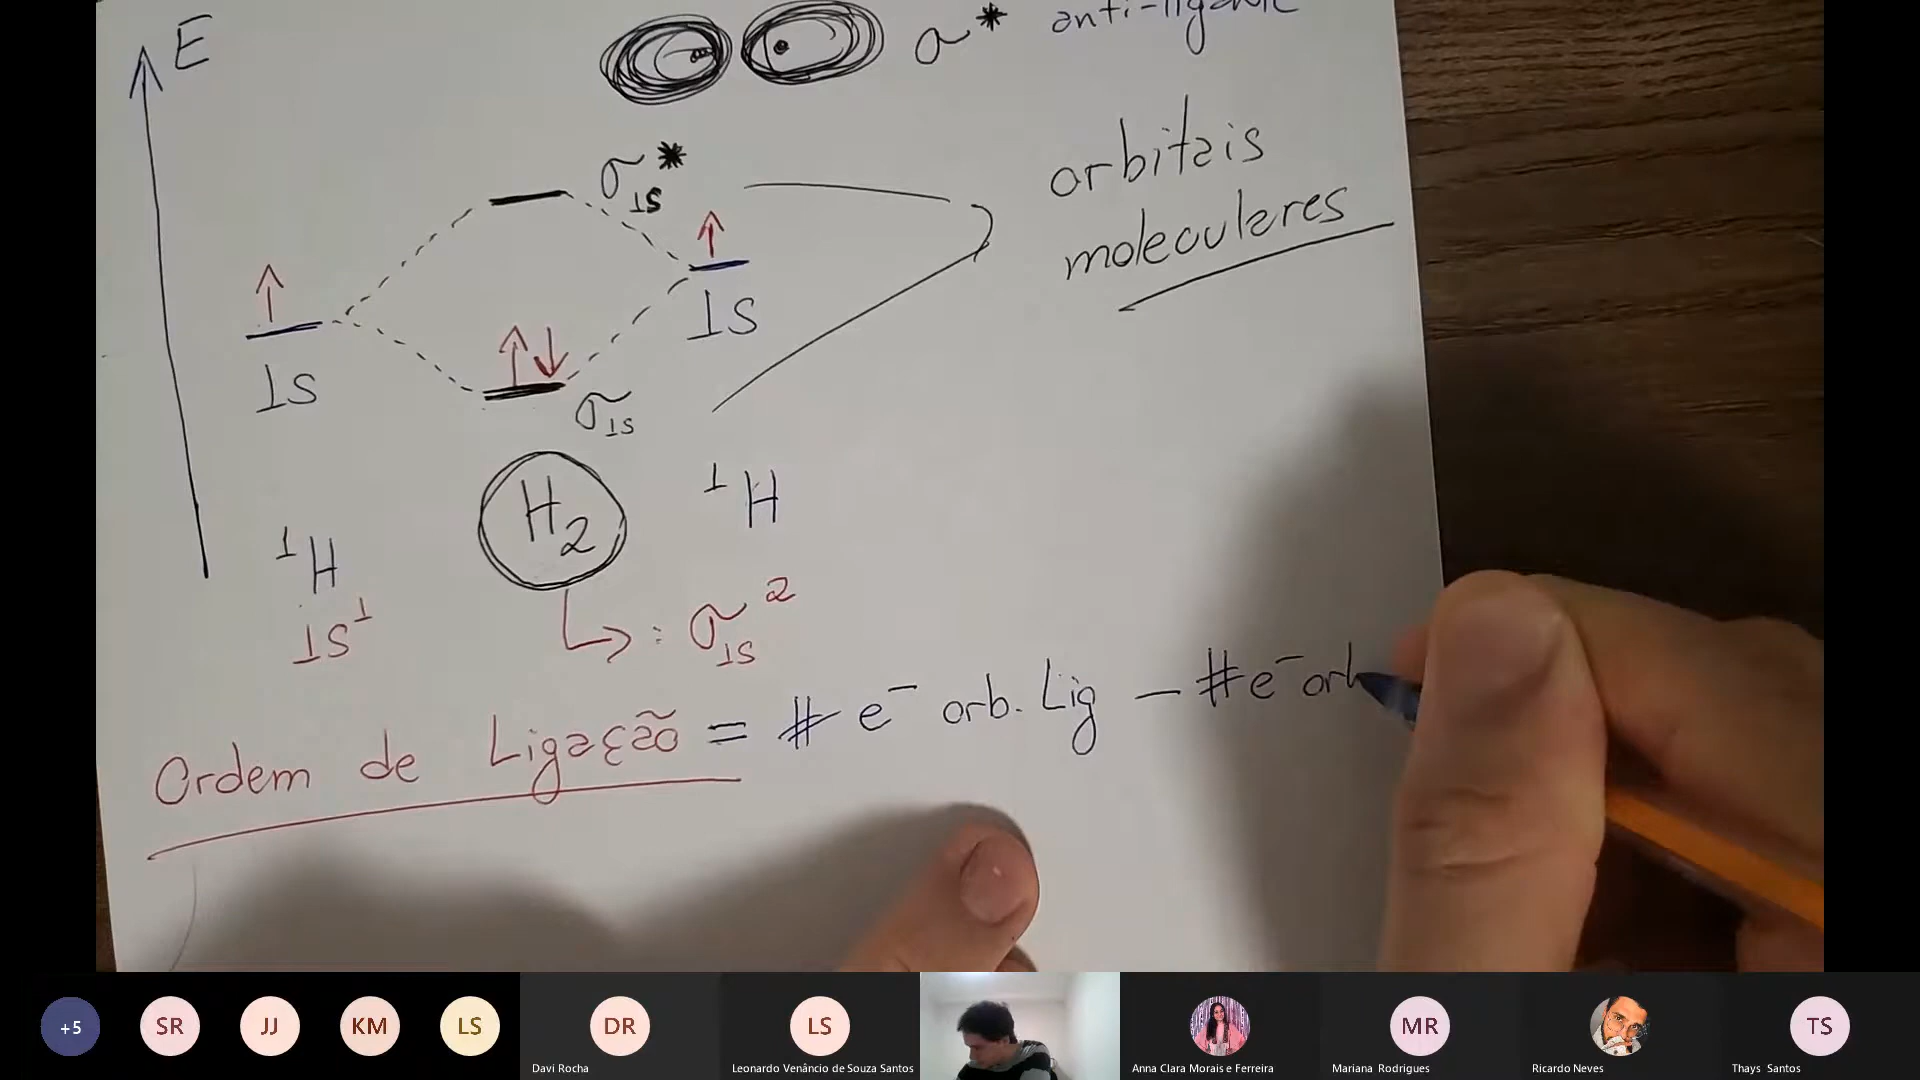 E
σ* anti-ligante
σ1s*
orbitais
moleculares
1s
1s
σ1s
H2
1H
1H
1s1
: σ1s2
Ordem de Ligação = # e- orb. Lig - # e- orb
+5
SR
JJ
KM
LS
DR
LS
MR
TS
Davi Rocha
Leonardo Venâncio de Souza Santos
Anna Clara Morais e Ferreira
Mariana Rodrigues
Ricardo Neves
Thays Santos